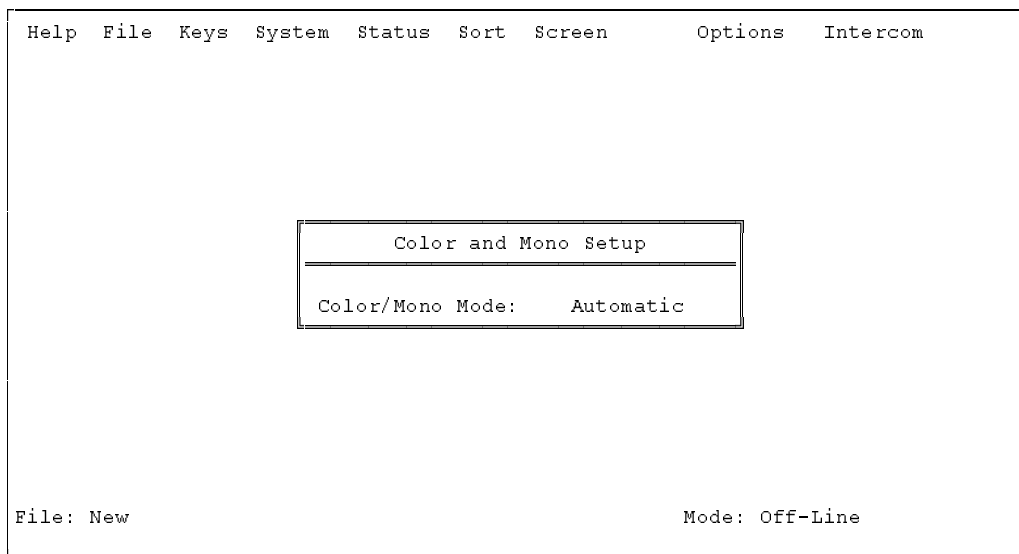 Help File Keys System Status Sort Screen Options Intercom
Color and Mono Setup
Color/Mono Mode: Automatic
File: New Mode: Off-Line